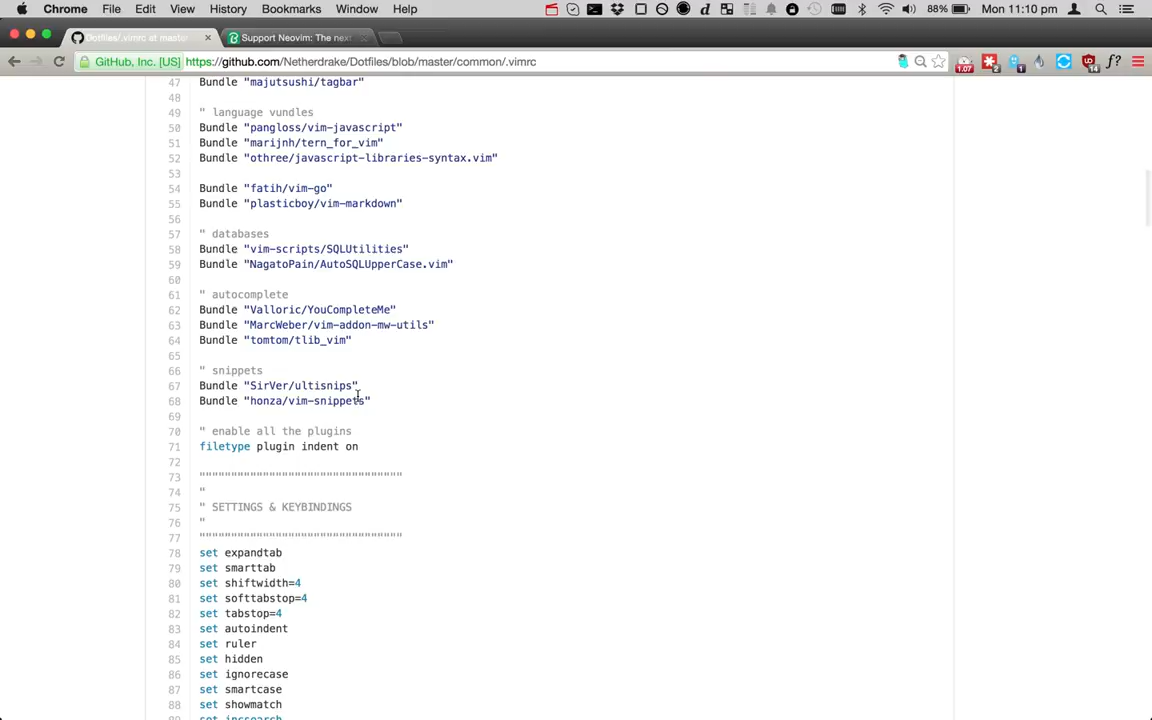 Chrome File Edit View History Bookmarks Window Help 88% Mon 11:10 pm
Dotfiles/.vimrc at master Support Neovim: The next
GitHub, Inc. [US] https://github.com/Netherdrake/Dotfiles/blob/master/common/.vimrc
47 Bundle "majutsushi/tagbar"
48
49 " language vundles
50 Bundle "pangloss/vim-javascript"
51 Bundle "marijnh/tern_for_vim"
52 Bundle "othree/javascript-libraries-syntax.vim"
53
54 Bundle "fatih/vim-go"
55 Bundle "plasticboy/vim-markdown"
56
57 " databases
58 Bundle "vim-scripts/SQLUtilities"
59 Bundle "NagatoPain/AutoSQLUpperCase.vim"
60
61 " autocomplete
62 Bundle "Valloric/YouCompleteMe"
63 Bundle "MarcWeber/vim-addon-mw-utils"
64 Bundle "tomtom/tlib_vim"
65
66 " snippets
67 Bundle "SirVer/ultisnips"
68 Bundle "honza/vim-snippets"
69
70 " enable all the plugins
71 filetype plugin indent on
72
73 """"""""""""""""""""""""""""""""
74 "
75 " SETTINGS & KEYBINDINGS
76 "
77 """"""""""""""""""""""""""""""""
78 set expandtab
79 set smarttab
80 set shiftwidth=4
81 set softtabstop=4
82 set tabstop=4
83 set autoindent
84 set ruler
85 set hidden
86 set ignorecase
87 set smartcase
88 set showmatch
89 set incsearch